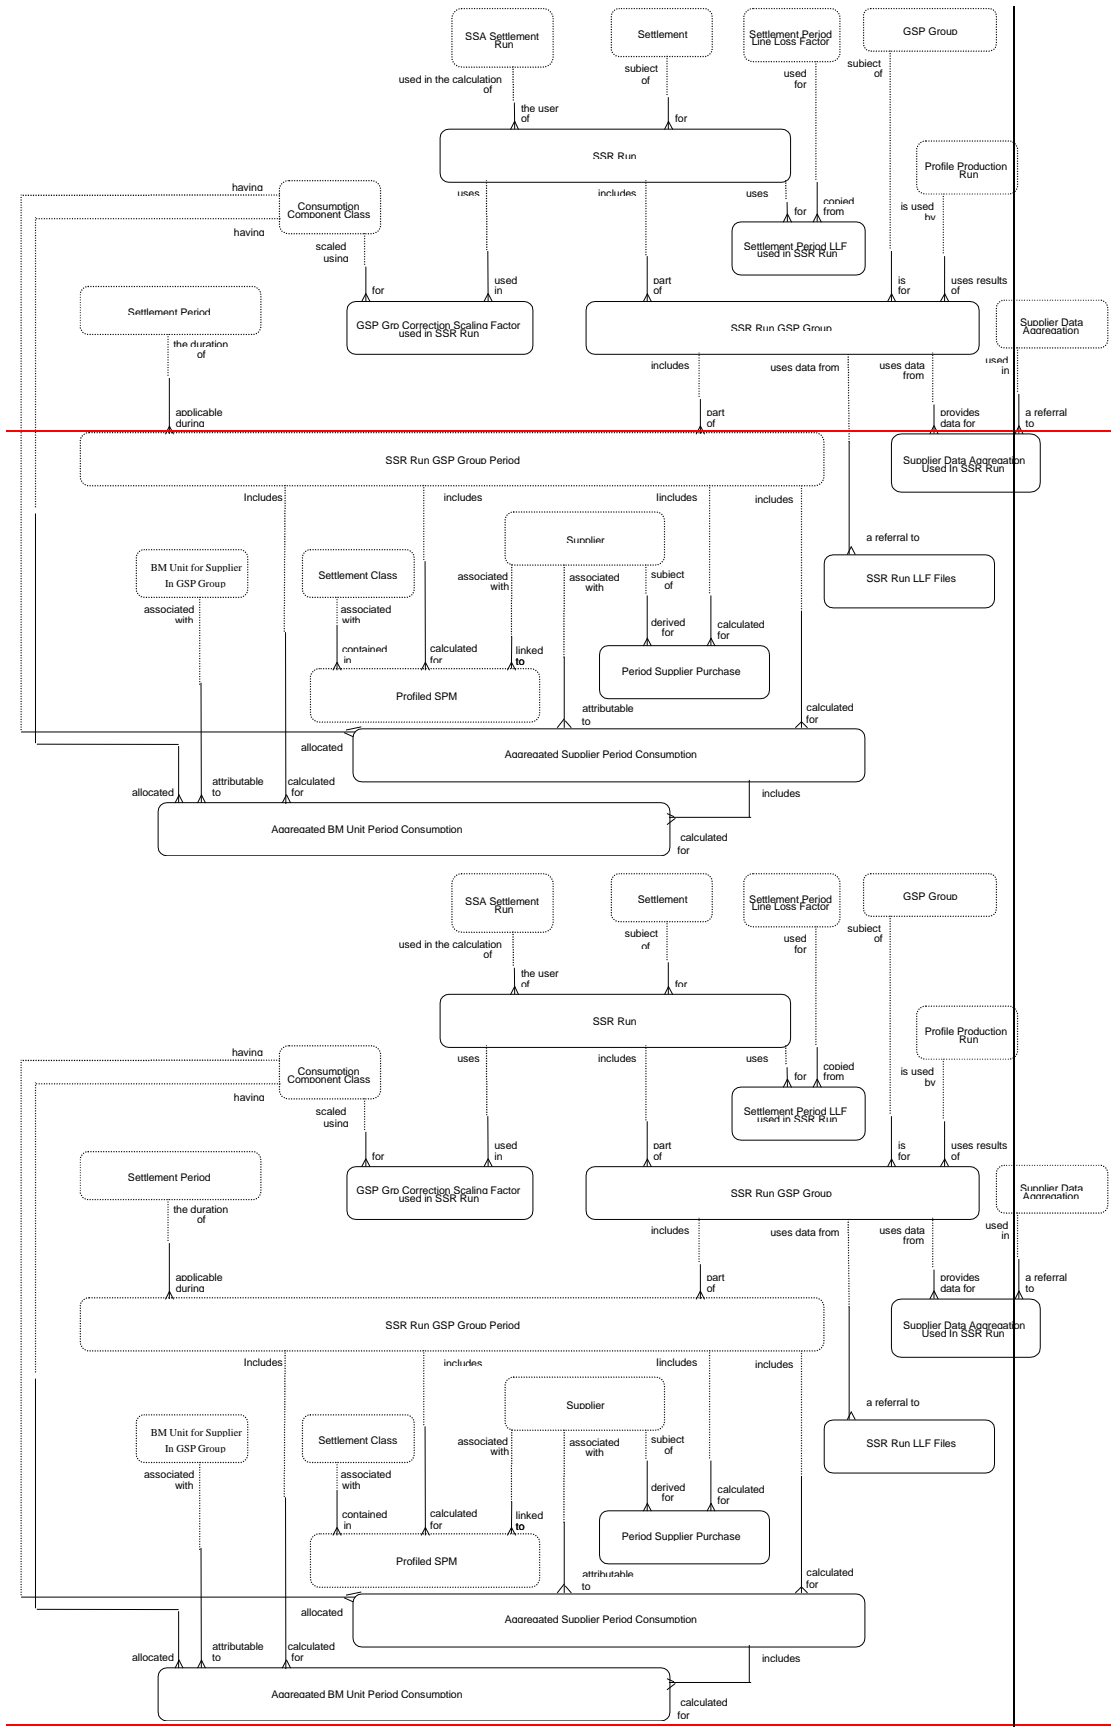 SSA Settlement
Run
Settlement
Settlement Period
Line Loss Factor
GSP Group
used in the calculation
of
subject
of
used
for
subject
of
the user
of
for
SSR Run
Profile Production
Run
having
Consumption
Component Class
having
uses
includes
uses
copied
from
for
is used
by
scaled
using
Settlement Period LLF
used in SSR Run
for
used
in
part
of
is
for
uses results
of
Settlement Period
GSP Grp Correction Scaling Factor
used in SSR Run
SSR Run GSP Group
Supplier Data
Aggregation
the duration
of
includes
uses data from
uses data
from
used
in
applicable
during
part
of
provides
data for
a referral
to
SSR Run GSP Group Period
Supplier Data Aggregation
Used In SSR Run
Includes
includes
Iincludes
includes
Supplier
a referral to
BM Unit for Supplier
In GSP Group
Settlement Class
associated
with
associated
with
subject
of
SSR Run LLF Files
associated
with
associated
with
derived
for
calculated
for
contained
in
calculated
for
linked
to
Period Supplier Purchase
Profiled SPM
attributable
to
calculated
for
allocated
Aggregated Supplier Period Consumption
allocated
attributable
to
calculated
for
includes
Aggregated BM Unit Period Consumption
calculated
for
SSA Settlement
Run
Settlement
Settlement Period
Line Loss Factor
GSP Group
used in the calculation
of
subject
of
used
for
subject
of
the user
of
for
SSR Run
Profile Production
Run
having
Consumption
Component Class
having
uses
includes
uses
copied
from
for
is used
by
scaled
using
Settlement Period LLF
used in SSR Run
for
used
in
part
of
is
for
uses results
of
Settlement Period
GSP Grp Correction Scaling Factor
used in SSR Run
SSR Run GSP Group
Supplier Data
Aggregation
the duration
of
includes
uses data from
uses data
from
used
in
applicable
during
part
of
provides
data for
a referral
to
SSR Run GSP Group Period
Supplier Data Aggregation
Used In SSR Run
Includes
includes
Iincludes
includes
Supplier
a referral to
BM Unit for Supplier
In GSP Group
Settlement Class
associated
with
associated
with
subject
of
SSR Run LLF Files
associated
with
associated
with
derived
for
calculated
for
contained
in
calculated
for
linked
to
Period Supplier Purchase
Profiled SPM
attributable
to
calculated
for
allocated
Aggregated Supplier Period Consumption
allocated
attributable
to
calculated
for
includes
Aggregated BM Unit Period Consumption
calculated
for